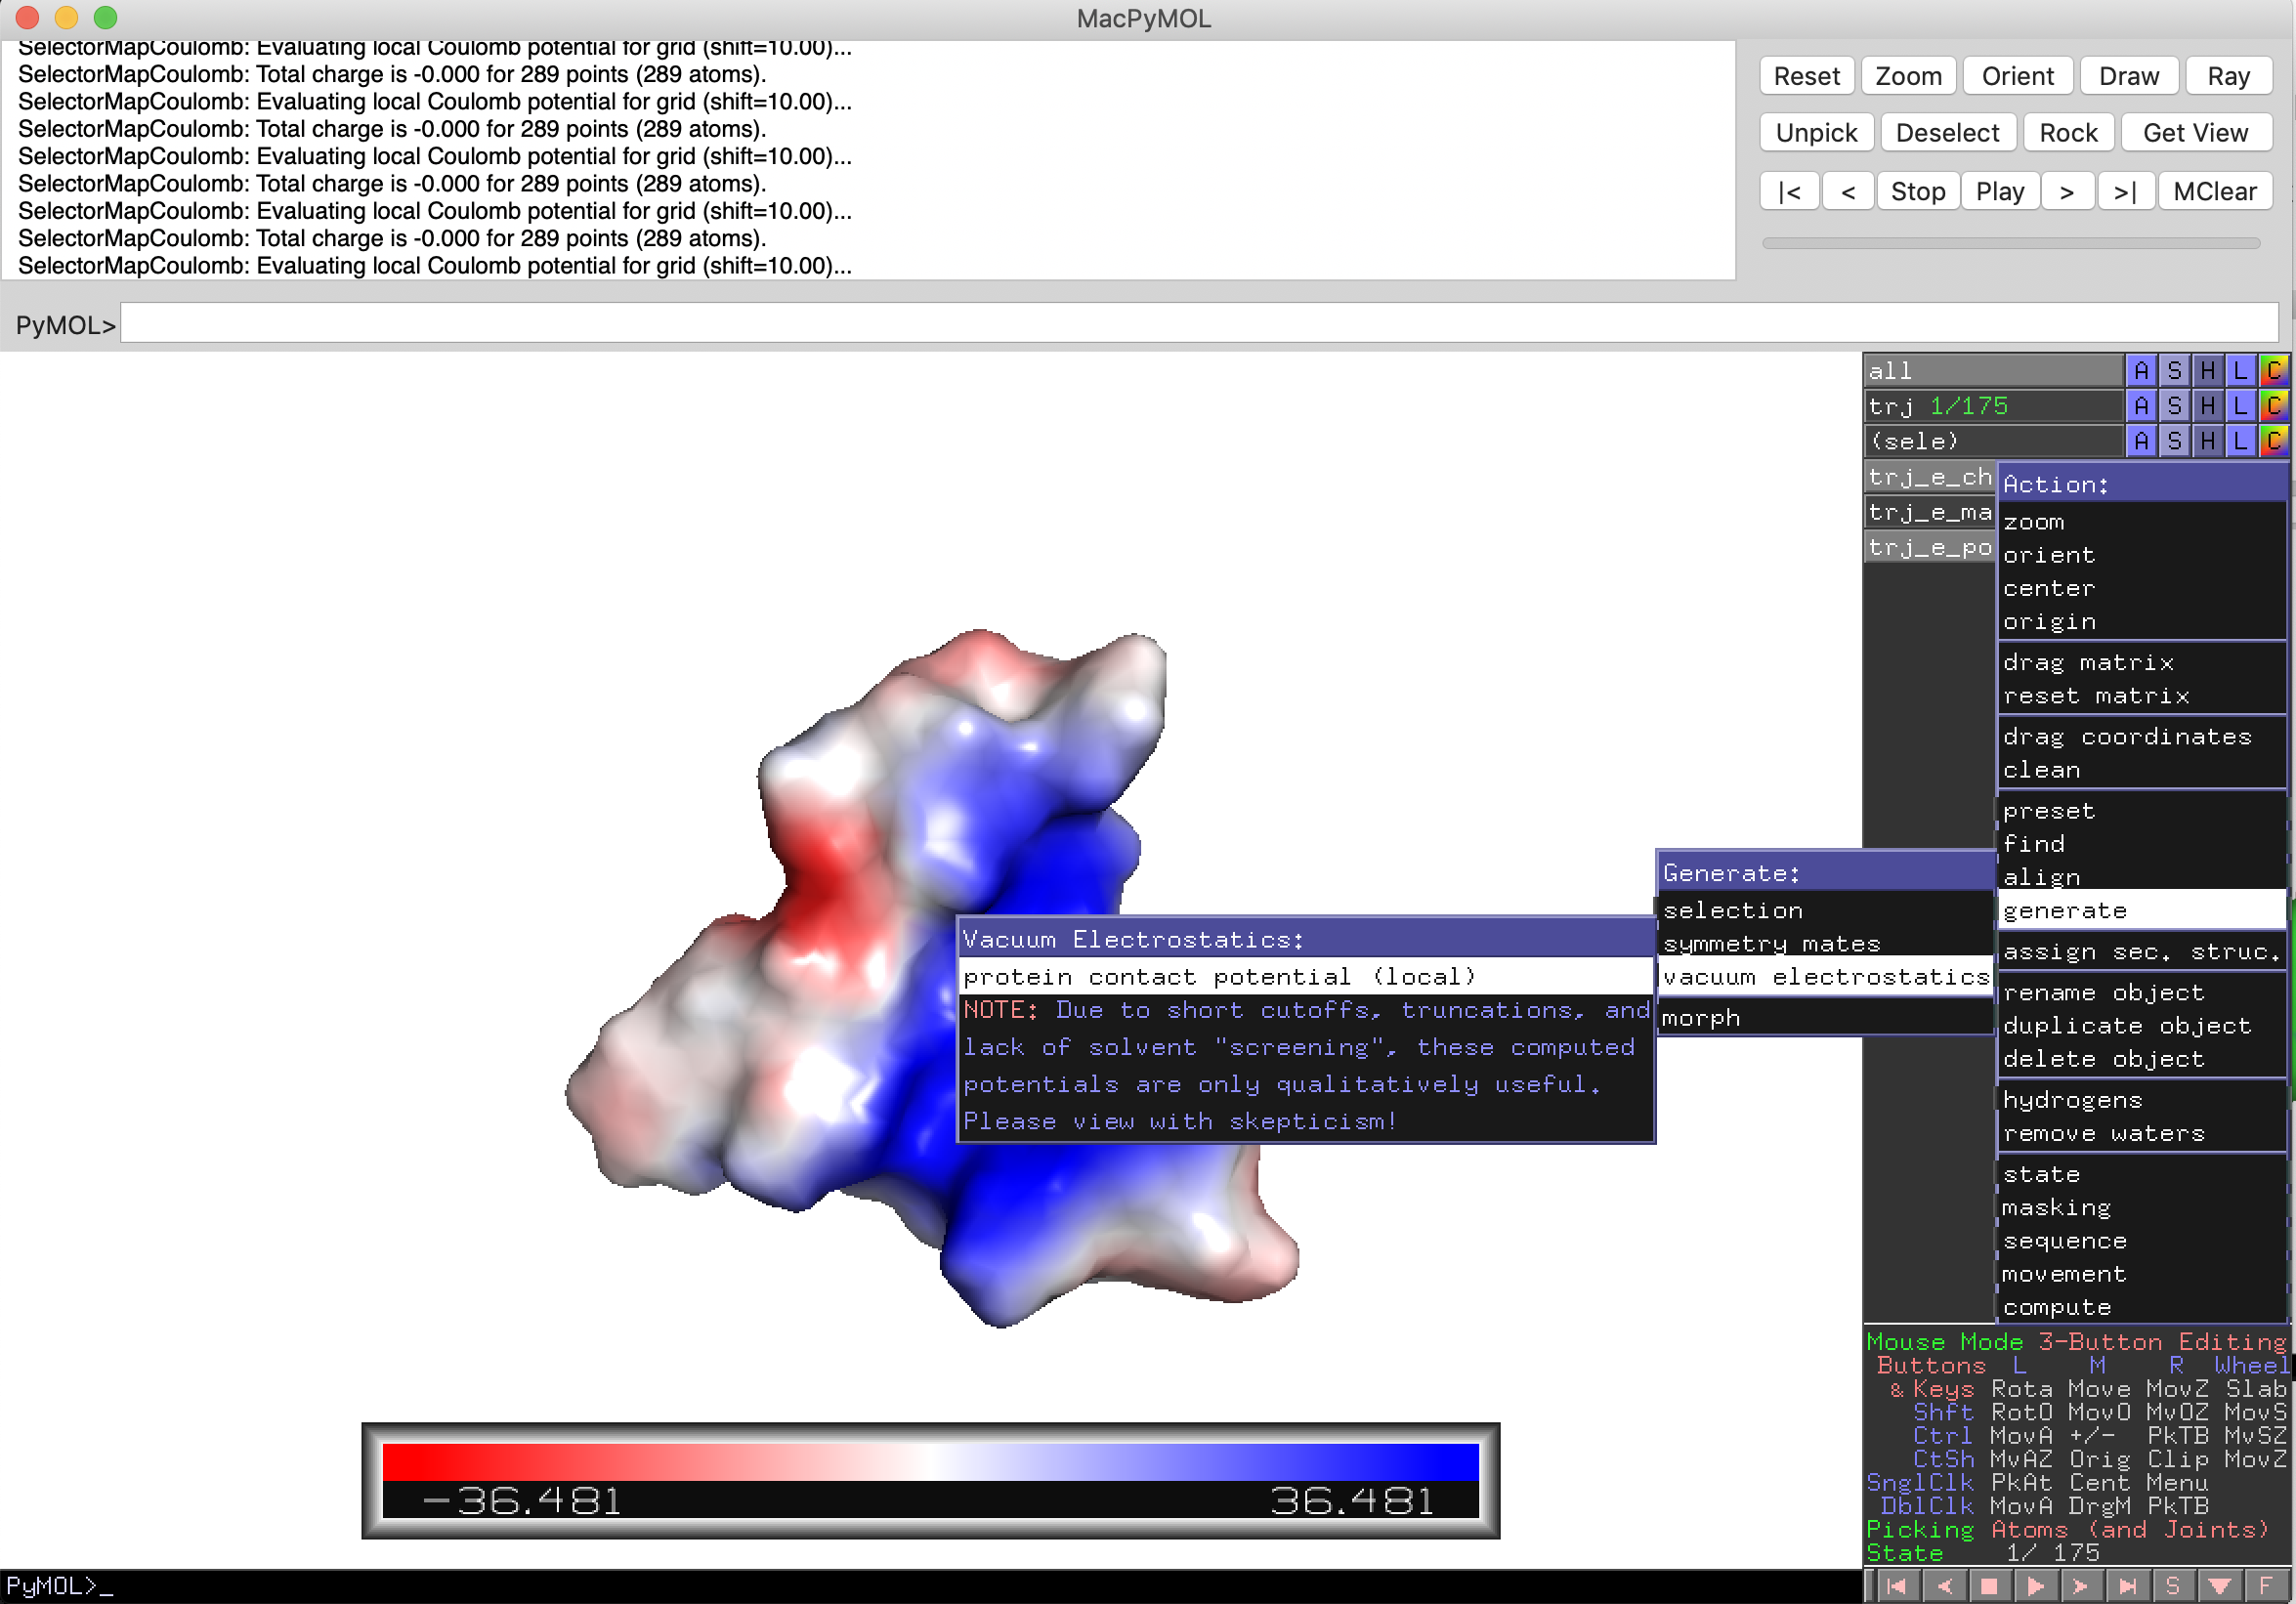 MacPyMOL
SelectorMapCoulomb: Evaluating local Coulomb potential for grid (shift=10.00)...
SelectorMapCoulomb: Total charge is -0.000 for 289 points (289 atoms).
SelectorMapCoulomb: Evaluating local Coulomb potential for grid (shift=10.00)...
SelectorMapCoulomb: Total charge is -0.000 for 289 points (289 atoms).
SelectorMapCoulomb: Evaluating local Coulomb potential for grid (shift=10.00)...
SelectorMapCoulomb: Total charge is -0.000 for 289 points (289 atoms).
SelectorMapCoulomb: Evaluating local Coulomb potential for grid (shift=10.00)...
SelectorMapCoulomb: Total charge is -0.000 for 289 points (289 atoms).
SelectorMapCoulomb: Evaluating local Coulomb potential for grid (shift=10.00)...
Reset Zoom Orient Draw Ray
Unpick Deselect Rock Get View
|< < Stop Play > >| MClear
PyMOL>
all A S H L C
trj 1/175 A S H L C
(sele) A S H L C
trj_e_ch
trj_e_ma
trj_e_po
Action:
zoom
orient
center
origin
drag matrix
reset matrix
drag coordinates
clean
preset
find
align
generate
assign sec. struc.
rename object
duplicate object
delete object
hydrogens
remove waters
state
masking
sequence
movement
compute
Generate:
selection
symmetry mates
vacuum electrostatics
morph
Vacuum Electrostatics:
protein contact potential (local)
NOTE: Due to short cutoffs, truncations, and
lack of solvent "screening", these computed
potentials are only qualitatively useful.
Please view with skepticism!
-36.481 36.481
Mouse Mode 3-Button Editing
Buttons L M R Wheel
& Keys Rota Move MovZ Slab
Shft RotO MovO MvOZ MovS
Ctrl MovA +/- PkTB MvSZ
CtSh MvAZ Orig Clip MovZ
SnglClk PkAt Cent Menu
DblClk MovA DrgM PkTB
Picking Atoms (and Joints)
State 1/ 175
PyMOL>_
S F